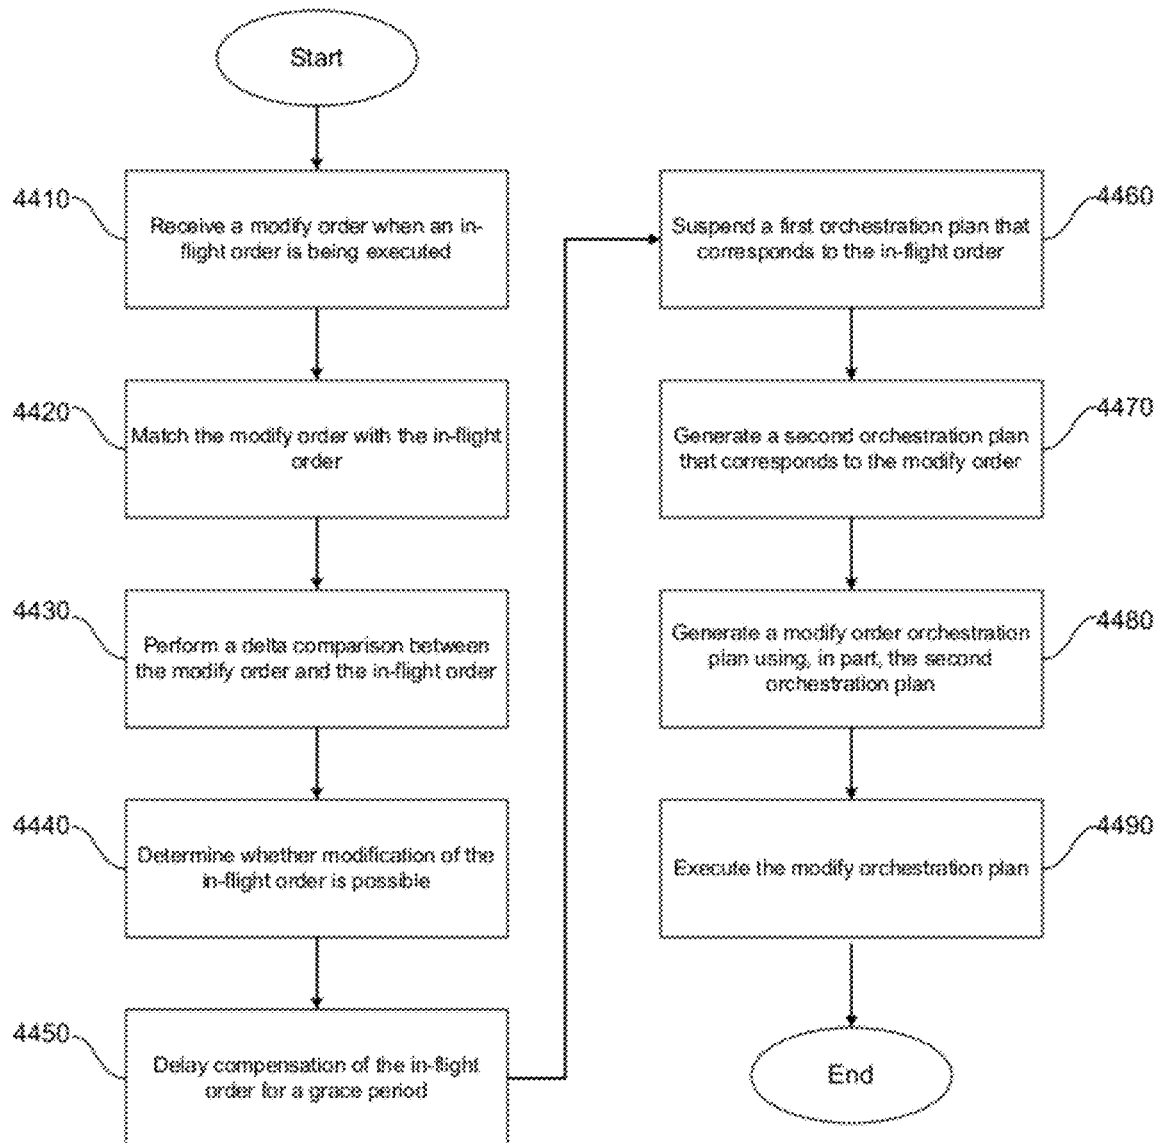 Start
4410
Receive a modify order when an in-
flight order is being executed
4420
Match the modify order with the in-flight
order
4430
Perform a delta comparison between
the modify order and the in-flight order
4440
Determine whether modification of the
in-flight order is possible
4450
Delay compensation of the in-flight
order for a grace period
4460
Suspend a first orchestration plan that
corresponds to the in-flight order
4470
Generate a second orchestration plan
that corresponds to the modify order
4480
Generate a modify order orchestration
plan using, in part, the second
orchestration plan
4490
Execute the modify orchestration plan
End